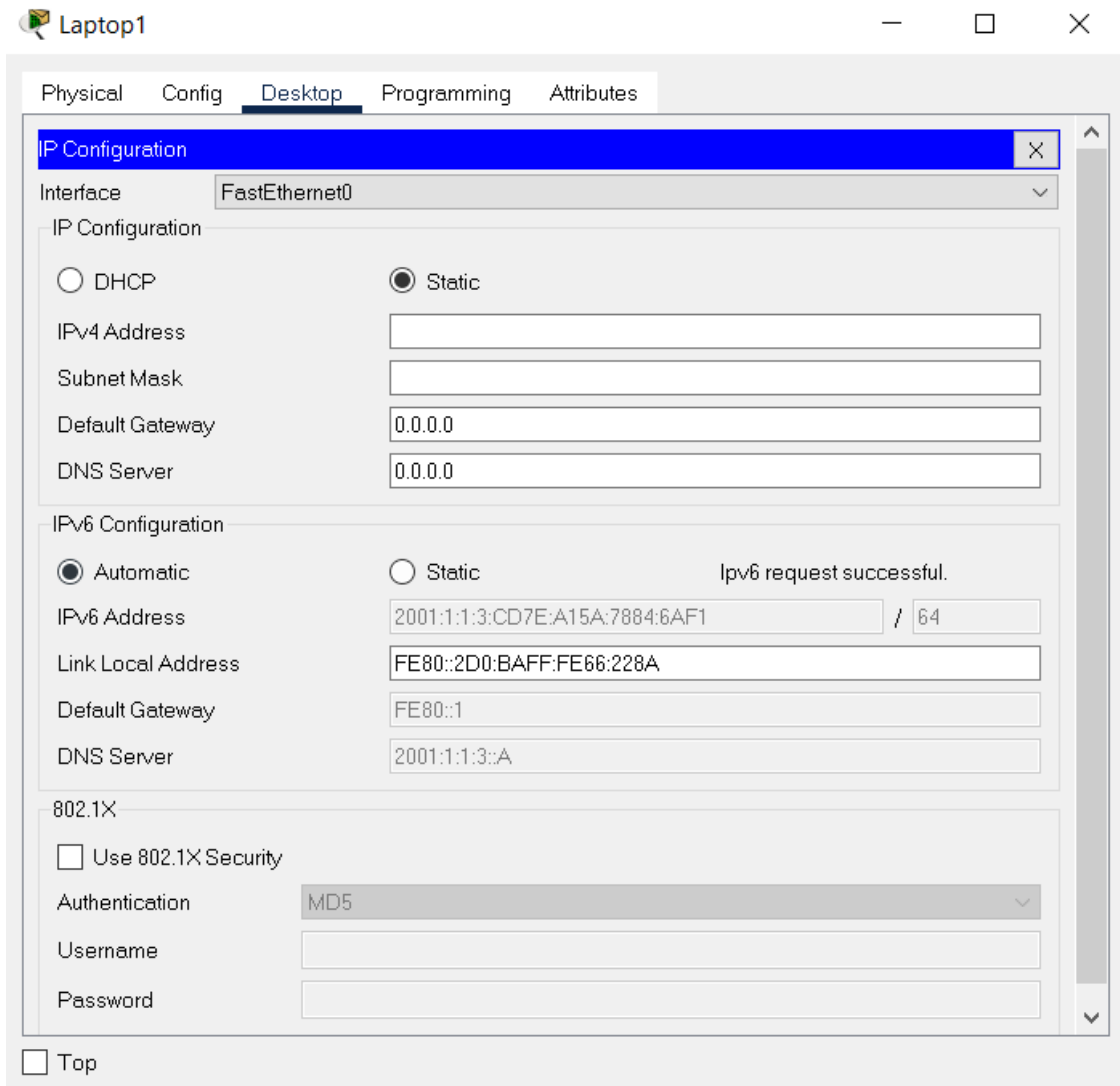 Laptop1
Physical Config Desktop Programming Attributes
IP Configuration X
Interface FastEthernet0
IP Configuration
DHCP Static
IPv4 Address
Subnet Mask
Default Gateway 0.0.0.0
DNS Server 0.0.0.0
IPv6 Configuration
Automatic Static Ipv6 request successful.
IPv6 Address 2001:1:1:3:CD7E:A15A:7884:6AF1 / 64
Link Local Address FE80::2D0:BAFF:FE66:228A
Default Gateway FE80::1
DNS Server 2001:1:1:3::A
802.1X
Use 802.1X Security
Authentication MD5
Username
Password
Top